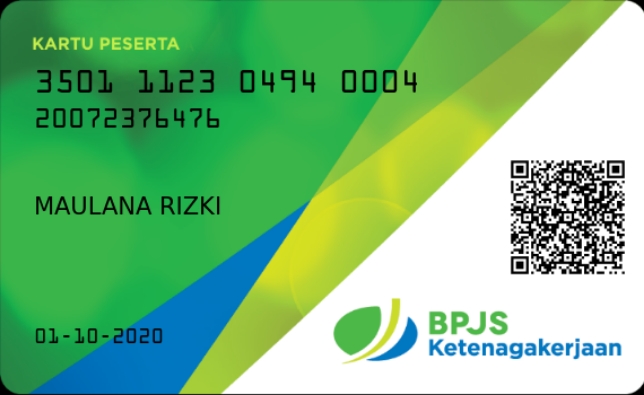 KARTU PESERTA
3501 1123 0494 0004
20072376476
MAULANA RIZKI
01-10-2020
BPJS
Ketenagakerjaan